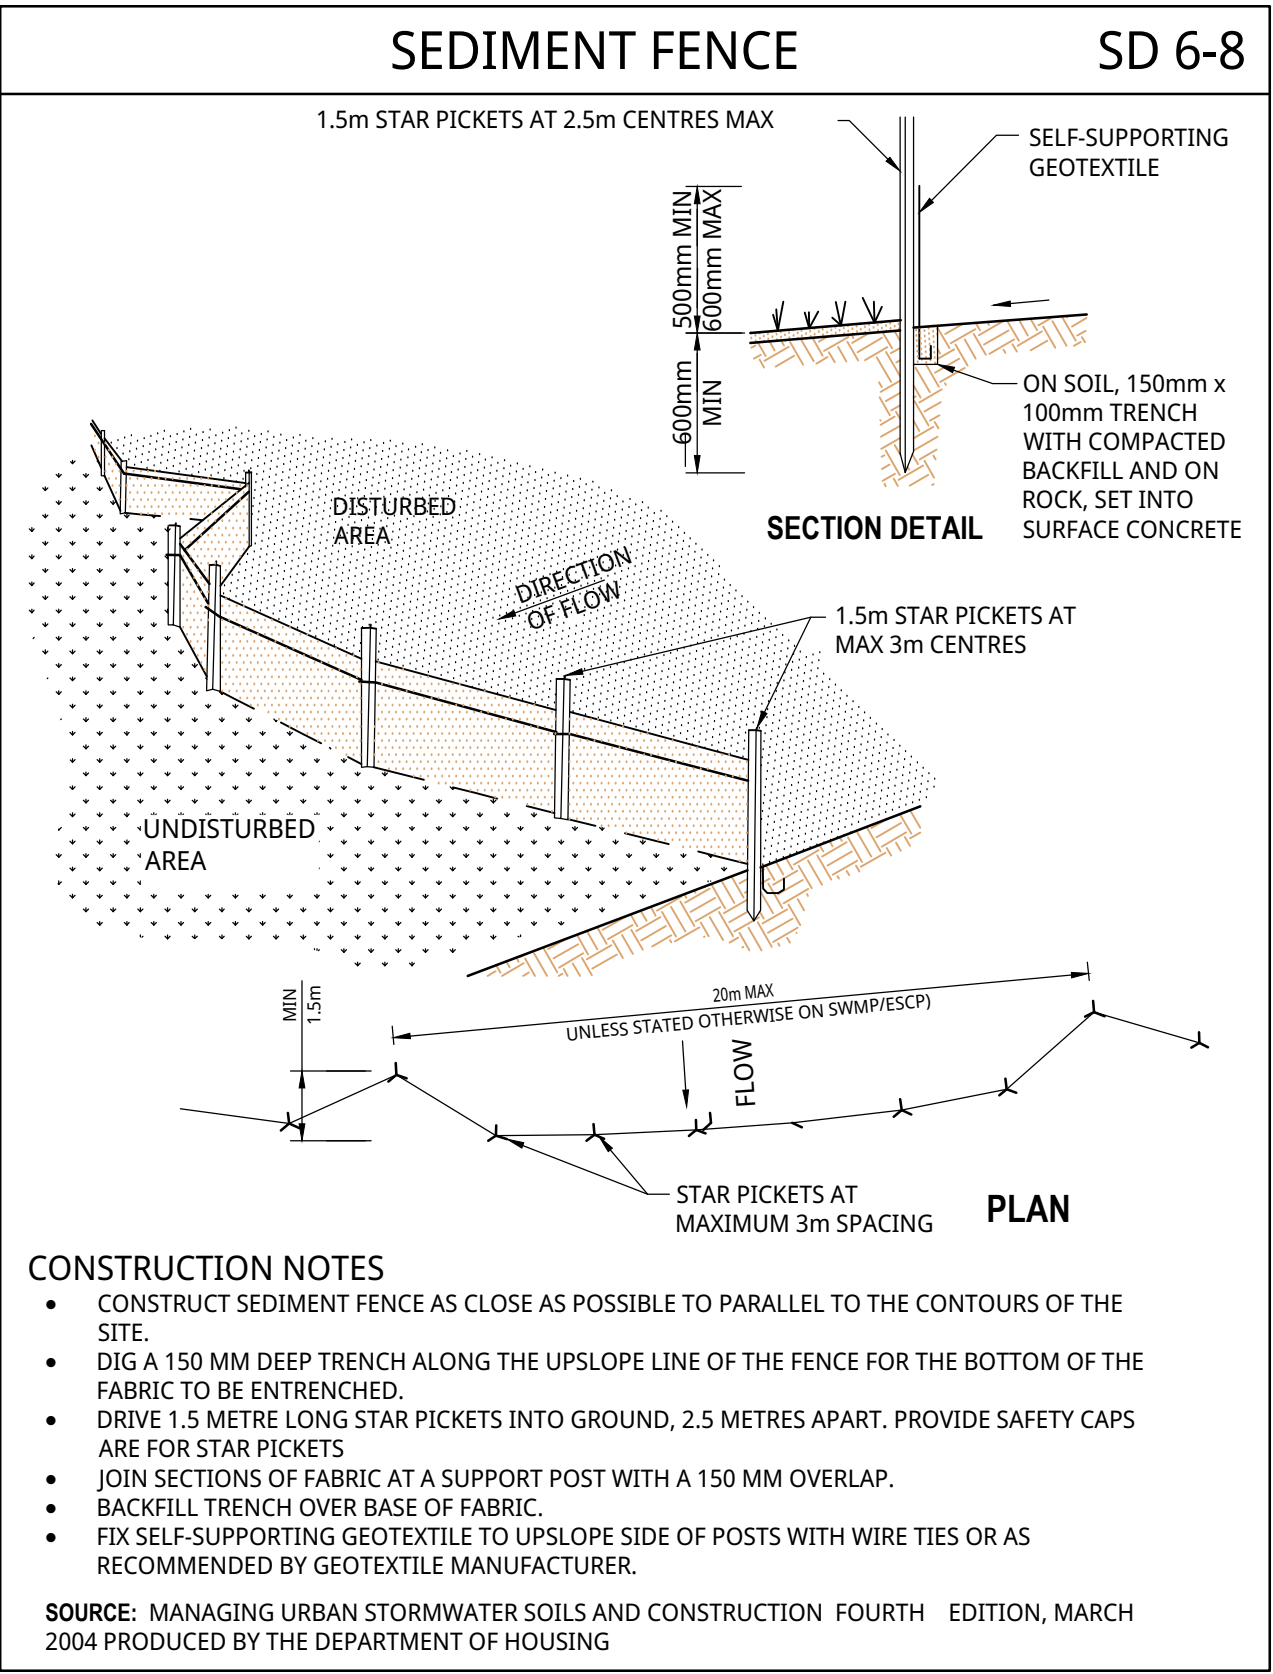 SEDIMENT FENCE
SD 6-8
1.5m STAR PICKETS AT 2.5m CENTRES MAX
SELF-SUPPORTING
GEOTEXTILE
500mm MIN
600mm MAX
600mm
MIN
ON SOIL, 150mm x
100mm TRENCH
WITH COMPACTED
BACKFILL AND ON
ROCK, SET INTO
SURFACE CONCRETE
SECTION DETAIL
DISTURBED
AREA
DIRECTION
OF FLOW
1.5m STAR PICKETS AT
MAX 3m CENTRES
UNDISTURBED
AREA
MIN
1.5m
20m MAX
UNLESS STATED OTHERWISE ON SWMP/ESCP)
FLOW
STAR PICKETS AT
MAXIMUM 3m SPACING
PLAN
CONSTRUCTION NOTES
• CONSTRUCT SEDIMENT FENCE AS CLOSE AS POSSIBLE TO PARALLEL TO THE CONTOURS OF THE
SITE.
• DIG A 150 MM DEEP TRENCH ALONG THE UPSLOPE LINE OF THE FENCE FOR THE BOTTOM OF THE
FABRIC TO BE ENTRENCHED.
• DRIVE 1.5 METRE LONG STAR PICKETS INTO GROUND, 2.5 METRES APART. PROVIDE SAFETY CAPS
ARE FOR STAR PICKETS
• JOIN SECTIONS OF FABRIC AT A SUPPORT POST WITH A 150 MM OVERLAP.
• BACKFILL TRENCH OVER BASE OF FABRIC.
• FIX SELF-SUPPORTING GEOTEXTILE TO UPSLOPE SIDE OF POSTS WITH WIRE TIES OR AS
RECOMMENDED BY GEOTEXTILE MANUFACTURER.
SOURCE: MANAGING URBAN STORMWATER SOILS AND CONSTRUCTION FOURTH EDITION, MARCH
2004 PRODUCED BY THE DEPARTMENT OF HOUSING